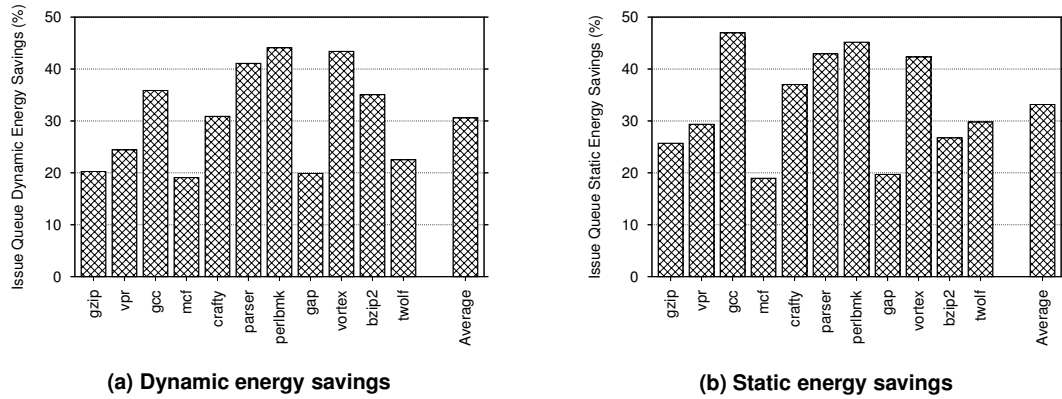 Issue Queue Dynamic Energy Savings (%)
50
40
30
20
10
0
gzip
vpr
gcc
mcf
crafty
parser
perlbmk
gap
vortex
bzip2
twolf
Average
(a) Dynamic energy savings
Issue Queue Static Energy Savings (%)
50
40
30
20
10
0
gzip
vpr
gcc
mcf
crafty
parser
perlbmk
gap
vortex
bzip2
twolf
Average
(b) Static energy savings